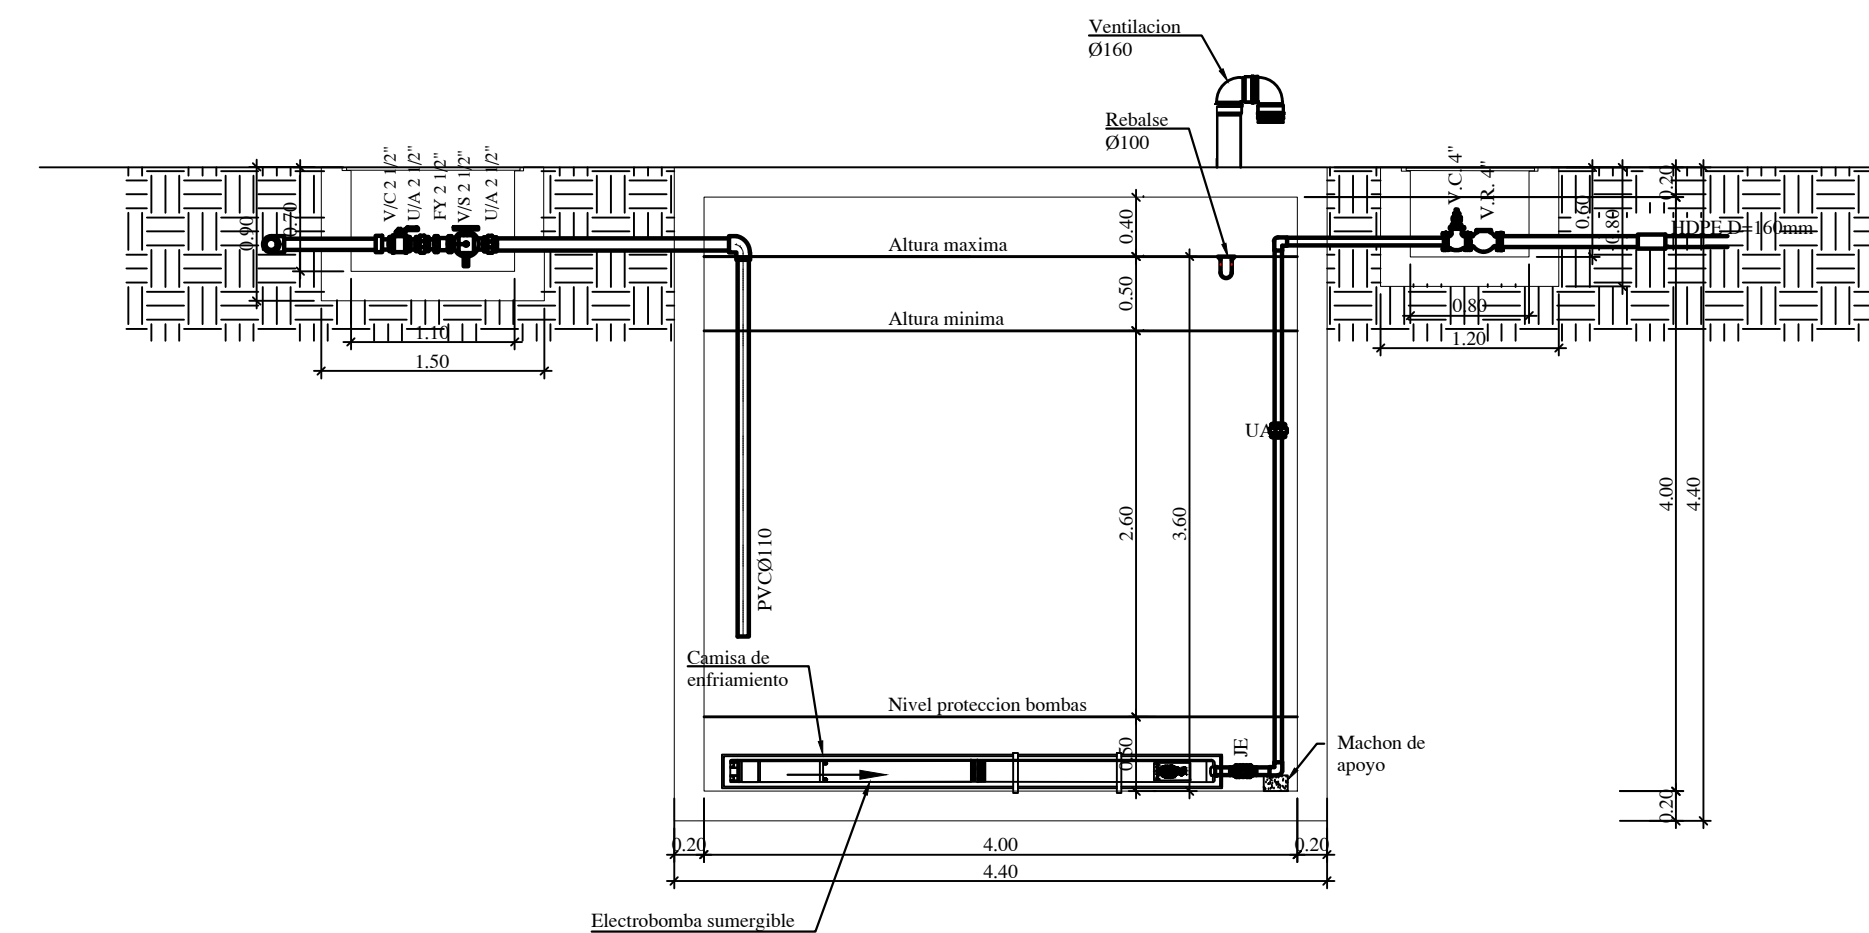 Ventilacion
Ø160
Rebalse
Ø100
V/C 2 1/2"
U/A 2 1/2"
FY 2 1/2"
V/S 2 1/2"
U/A 2 1/2"
0.90
0.70
1.10
1.50
Altura maxima
0.40
0.50
Altura minima
V.C. 4"
V.R. 4"
0.60
0.80
0.20
HDPE D=160mm
0.80
1.20
UA
PVCØ110
2.60
3.60
4.00
4.40
Camisa de
enfriamiento
Nivel proteccion bombas
0.50
JE
Machon de
apoyo
0.20
0.20
4.00
0.20
4.40
Electrobomba sumergible